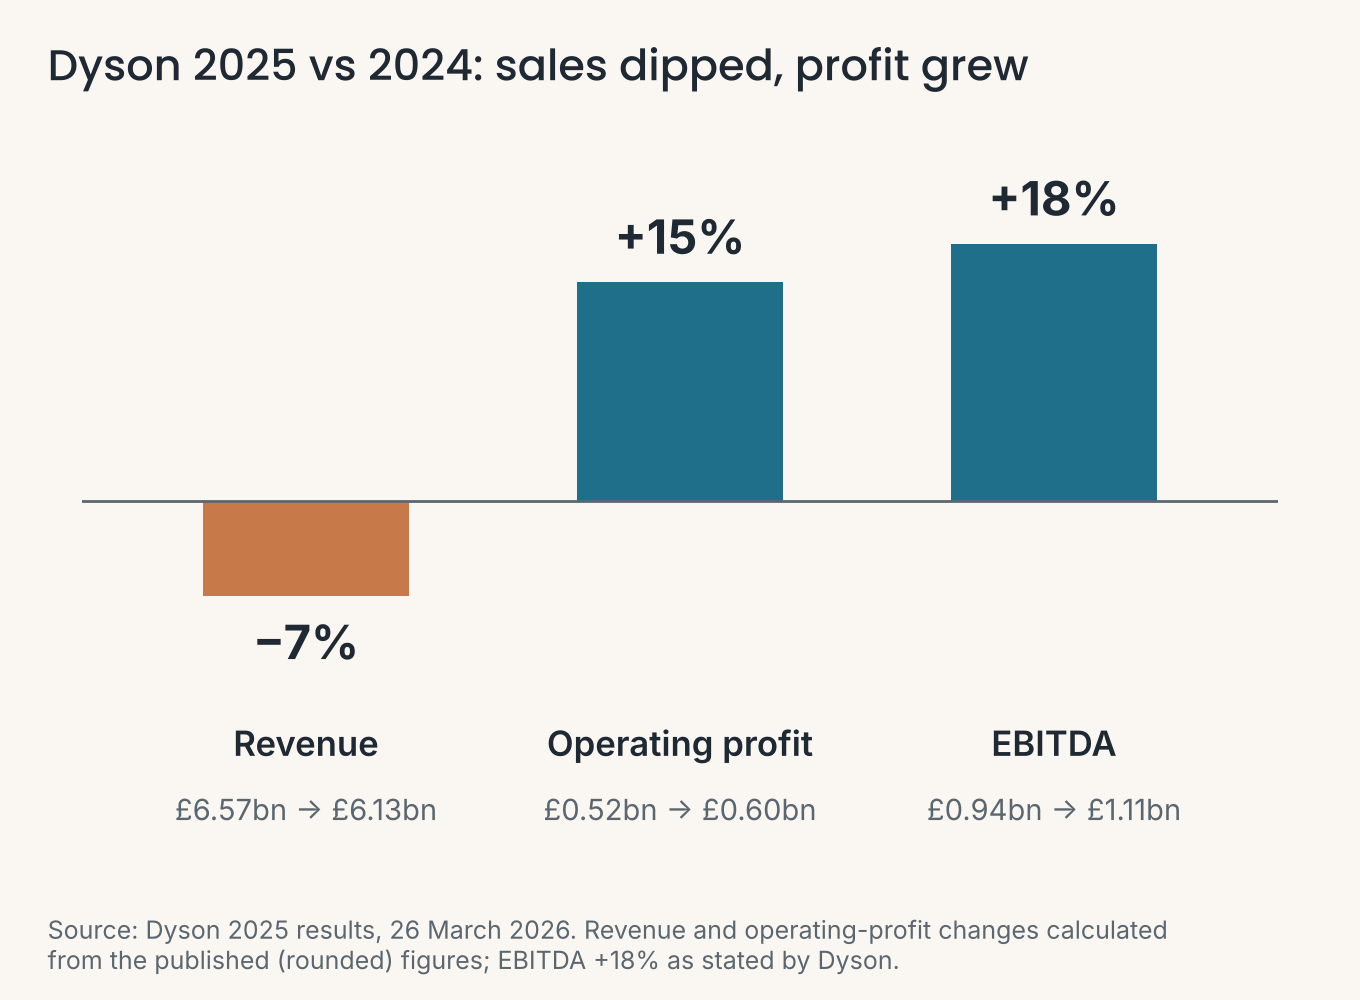 Dyson 2025 vs 2024: sales dipped, profit grew
+18%
+15%
−7%
Revenue
Operating profit
EBITDA
£6.57bn → £6.13bn
£0.52bn → £0.60bn
£0.94bn → £1.11bn
Source: Dyson 2025 results, 26 March 2026. Revenue and operating-profit changes calculated
from the published (rounded) figures; EBITDA +18% as stated by Dyson.